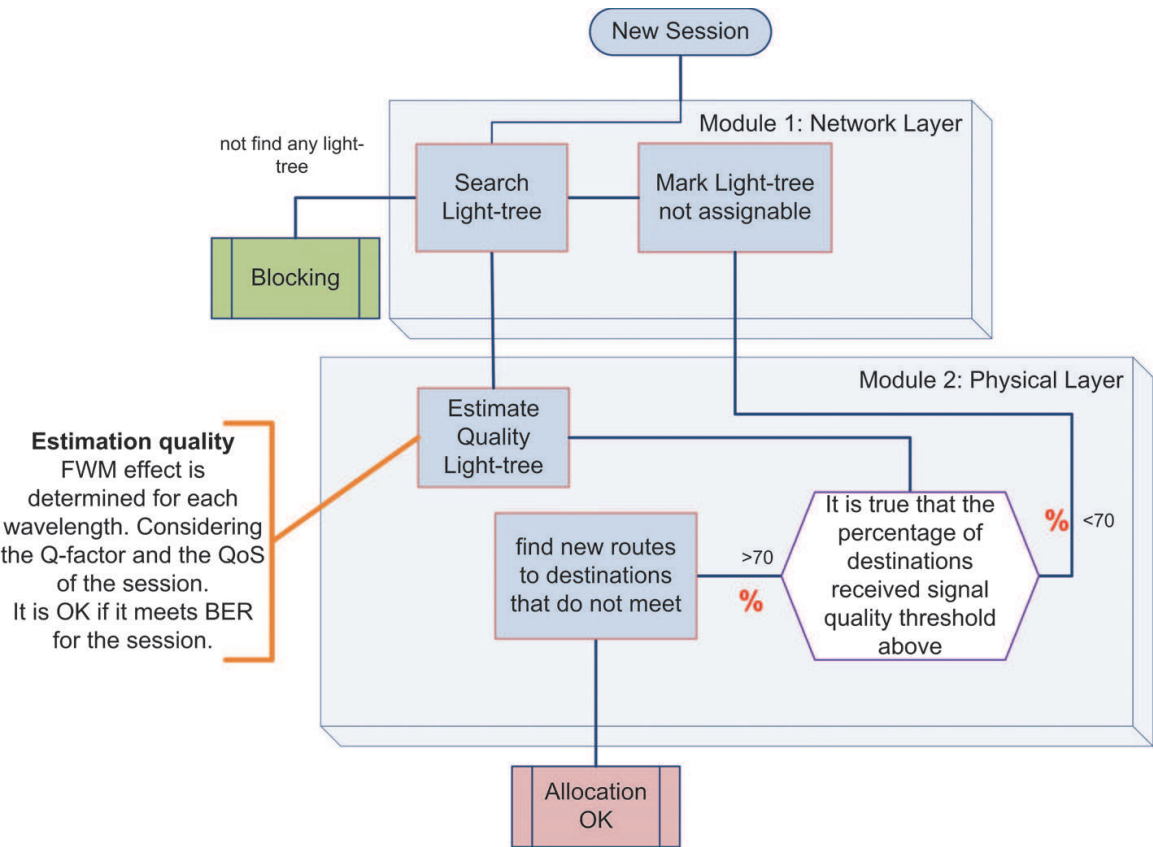 New Session
Module 1: Network Layer
not find any light-
tree
Search
Light-tree
Mark Light-tree
not assignable
Blocking
Module 2: Physical Layer
Estimate
Quality
Light-tree
Estimation quality
FWM effect is
determined for each
wavelength. Considering
the Q-factor and the QoS
of the session.
It is OK if it meets BER
for the session.
find new routes
to destinations
that do not meet
>70
%
It is true that the
percentage of
destinations
received signal
quality threshold
above
% <70
Allocation
OK